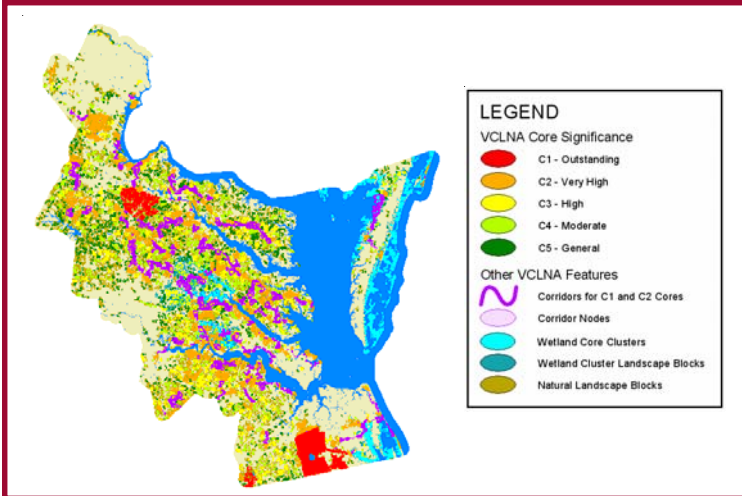 LEGEND
VCLNA Core Significance
C1 - Outstanding
C2 - Very High
C3 - High
C4 - Moderate
C5 - General
Other VCLNA Features
Corridors for C1 and C2 Cores
Corridor Nodes
Wetland Core Clusters
Wetland Cluster Landscape Blocks
Natural Landscape Blocks